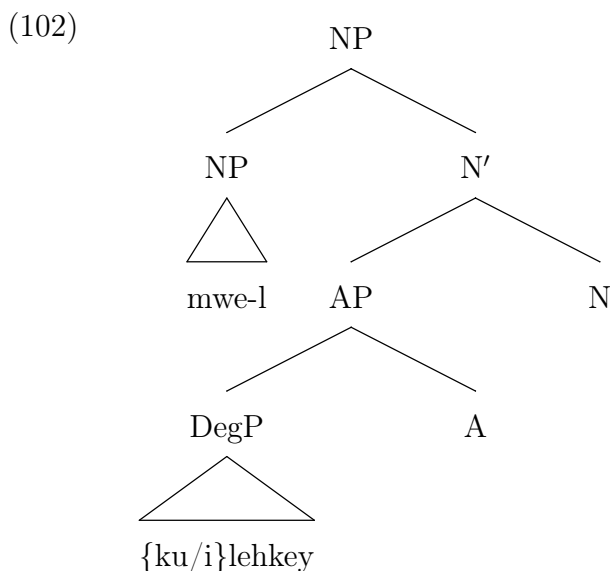 (102)
NP
NP N′
mwe-l AP N
DegP A
{ku/i}lehkey